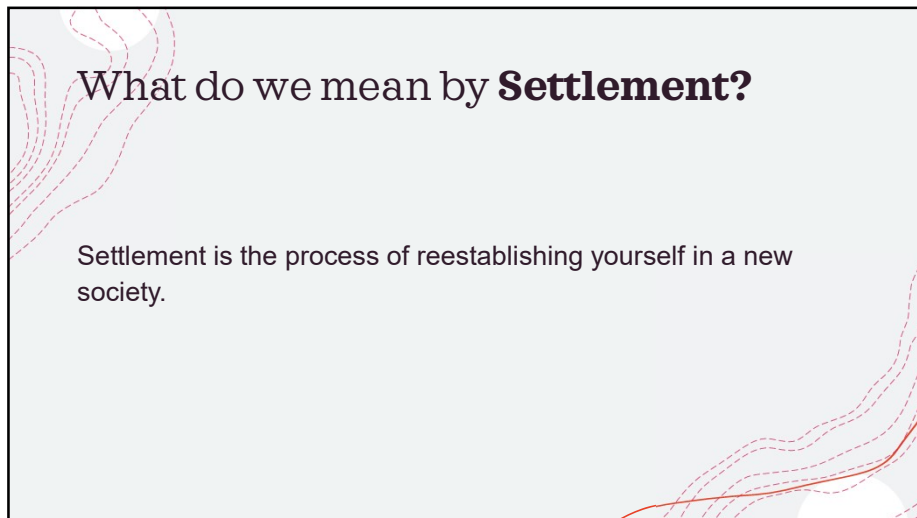 What do we mean by Settlement?
Settlement is the process of reestablishing yourself in a new
society.